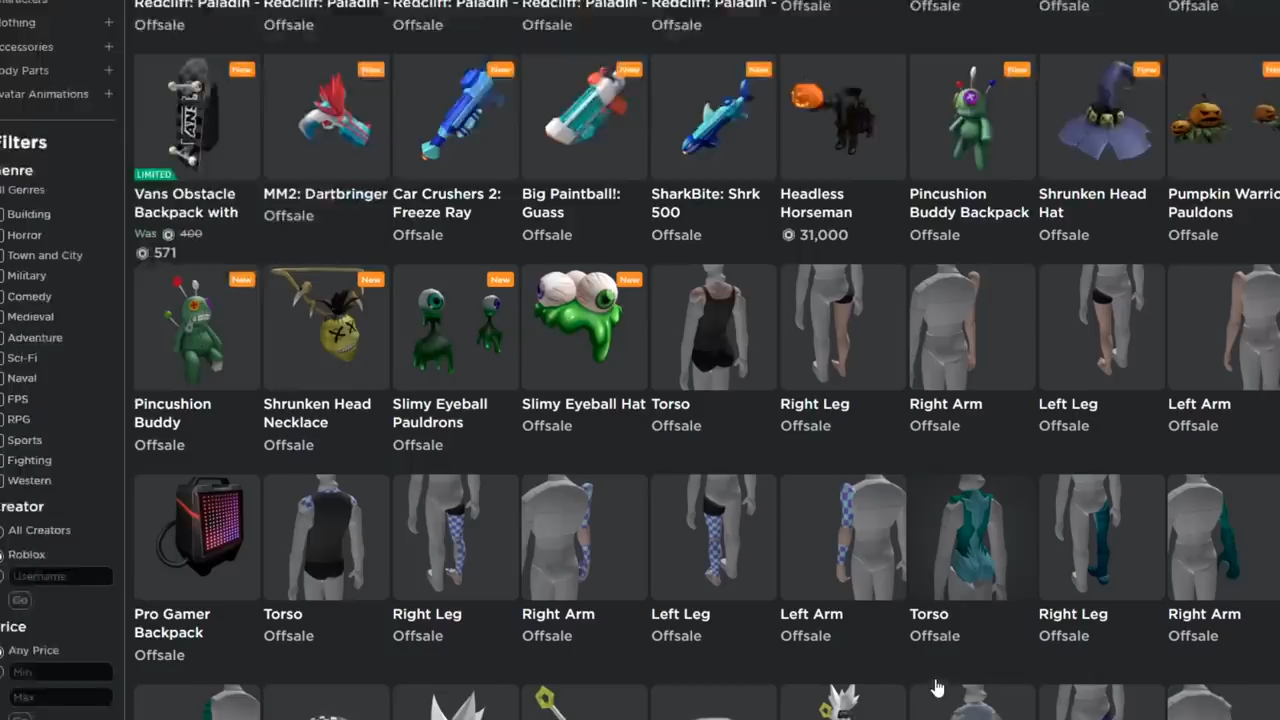 Redcliff: Paladin -
Redcliff: Paladin -
Redcliff: Paladin -
Redcliff: Paladin -
Redcliff: Paladin -
Offsale
Offsale
Offsale
Offsale
Offsale
Offsale
Offsale
Offsale
Offsale
lothing +
ccessories +
ody Parts +
vatar Animations +
ilters
enre
ll Genres
Building
Horror
Town and City
Military
Comedy
Medieval
Adventure
Sci-Fi
Naval
FPS
RPG
Sports
Fighting
Western
reator
All Creators
Roblox
Username
Go
rice
Any Price
Min
Max
New
New
New
New
New
New
New
LIMITED
VANS
Vans Obstacle
Backpack with
Was 400
571
MM2: Dartbringer
Offsale
Car Crushers 2:
Freeze Ray
Offsale
Big Paintball!:
Guass
Offsale
SharkBite: Shrk
500
Offsale
Headless
Horseman
31,000
Pincushion
Buddy Backpack
Offsale
Shrunken Head
Hat
Offsale
Pumpkin Warrio
Pauldons
Offsale
New
New
New
New
Pincushion
Buddy
Offsale
Shrunken Head
Necklace
Offsale
Slimy Eyeball
Pauldrons
Offsale
Slimy Eyeball Hat
Offsale
Torso
Offsale
Right Leg
Offsale
Right Arm
Offsale
Left Leg
Offsale
Left Arm
Offsale
Pro Gamer
Backpack
Offsale
Torso
Offsale
Right Leg
Offsale
Right Arm
Offsale
Left Leg
Offsale
Left Arm
Offsale
Torso
Offsale
Right Leg
Offsale
Right Arm
Offsale